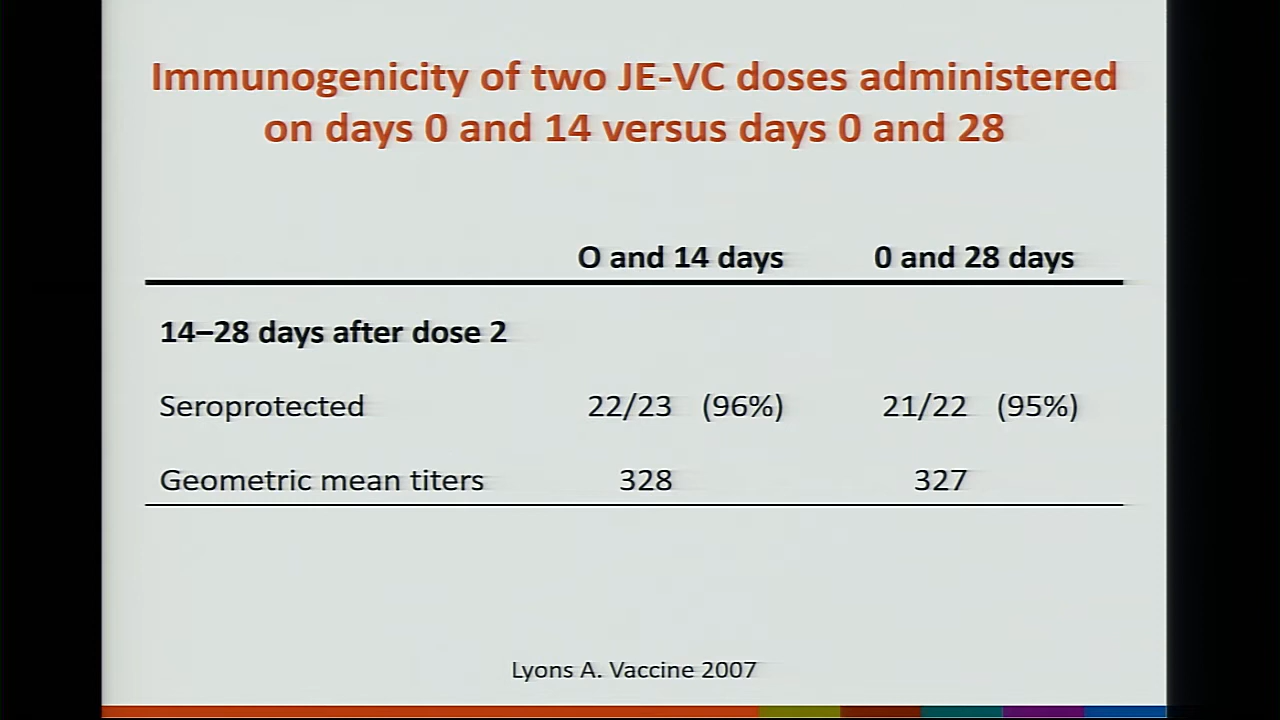 Immunogenicity of two JE-VC doses administered
on days 0 and 14 versus days 0 and 28
O and 14 days 0 and 28 days
14–28 days after dose 2
Seroprotected 22/23 (96%) 21/22 (95%)
Geometric mean titers 328 327
Lyons A. Vaccine 2007